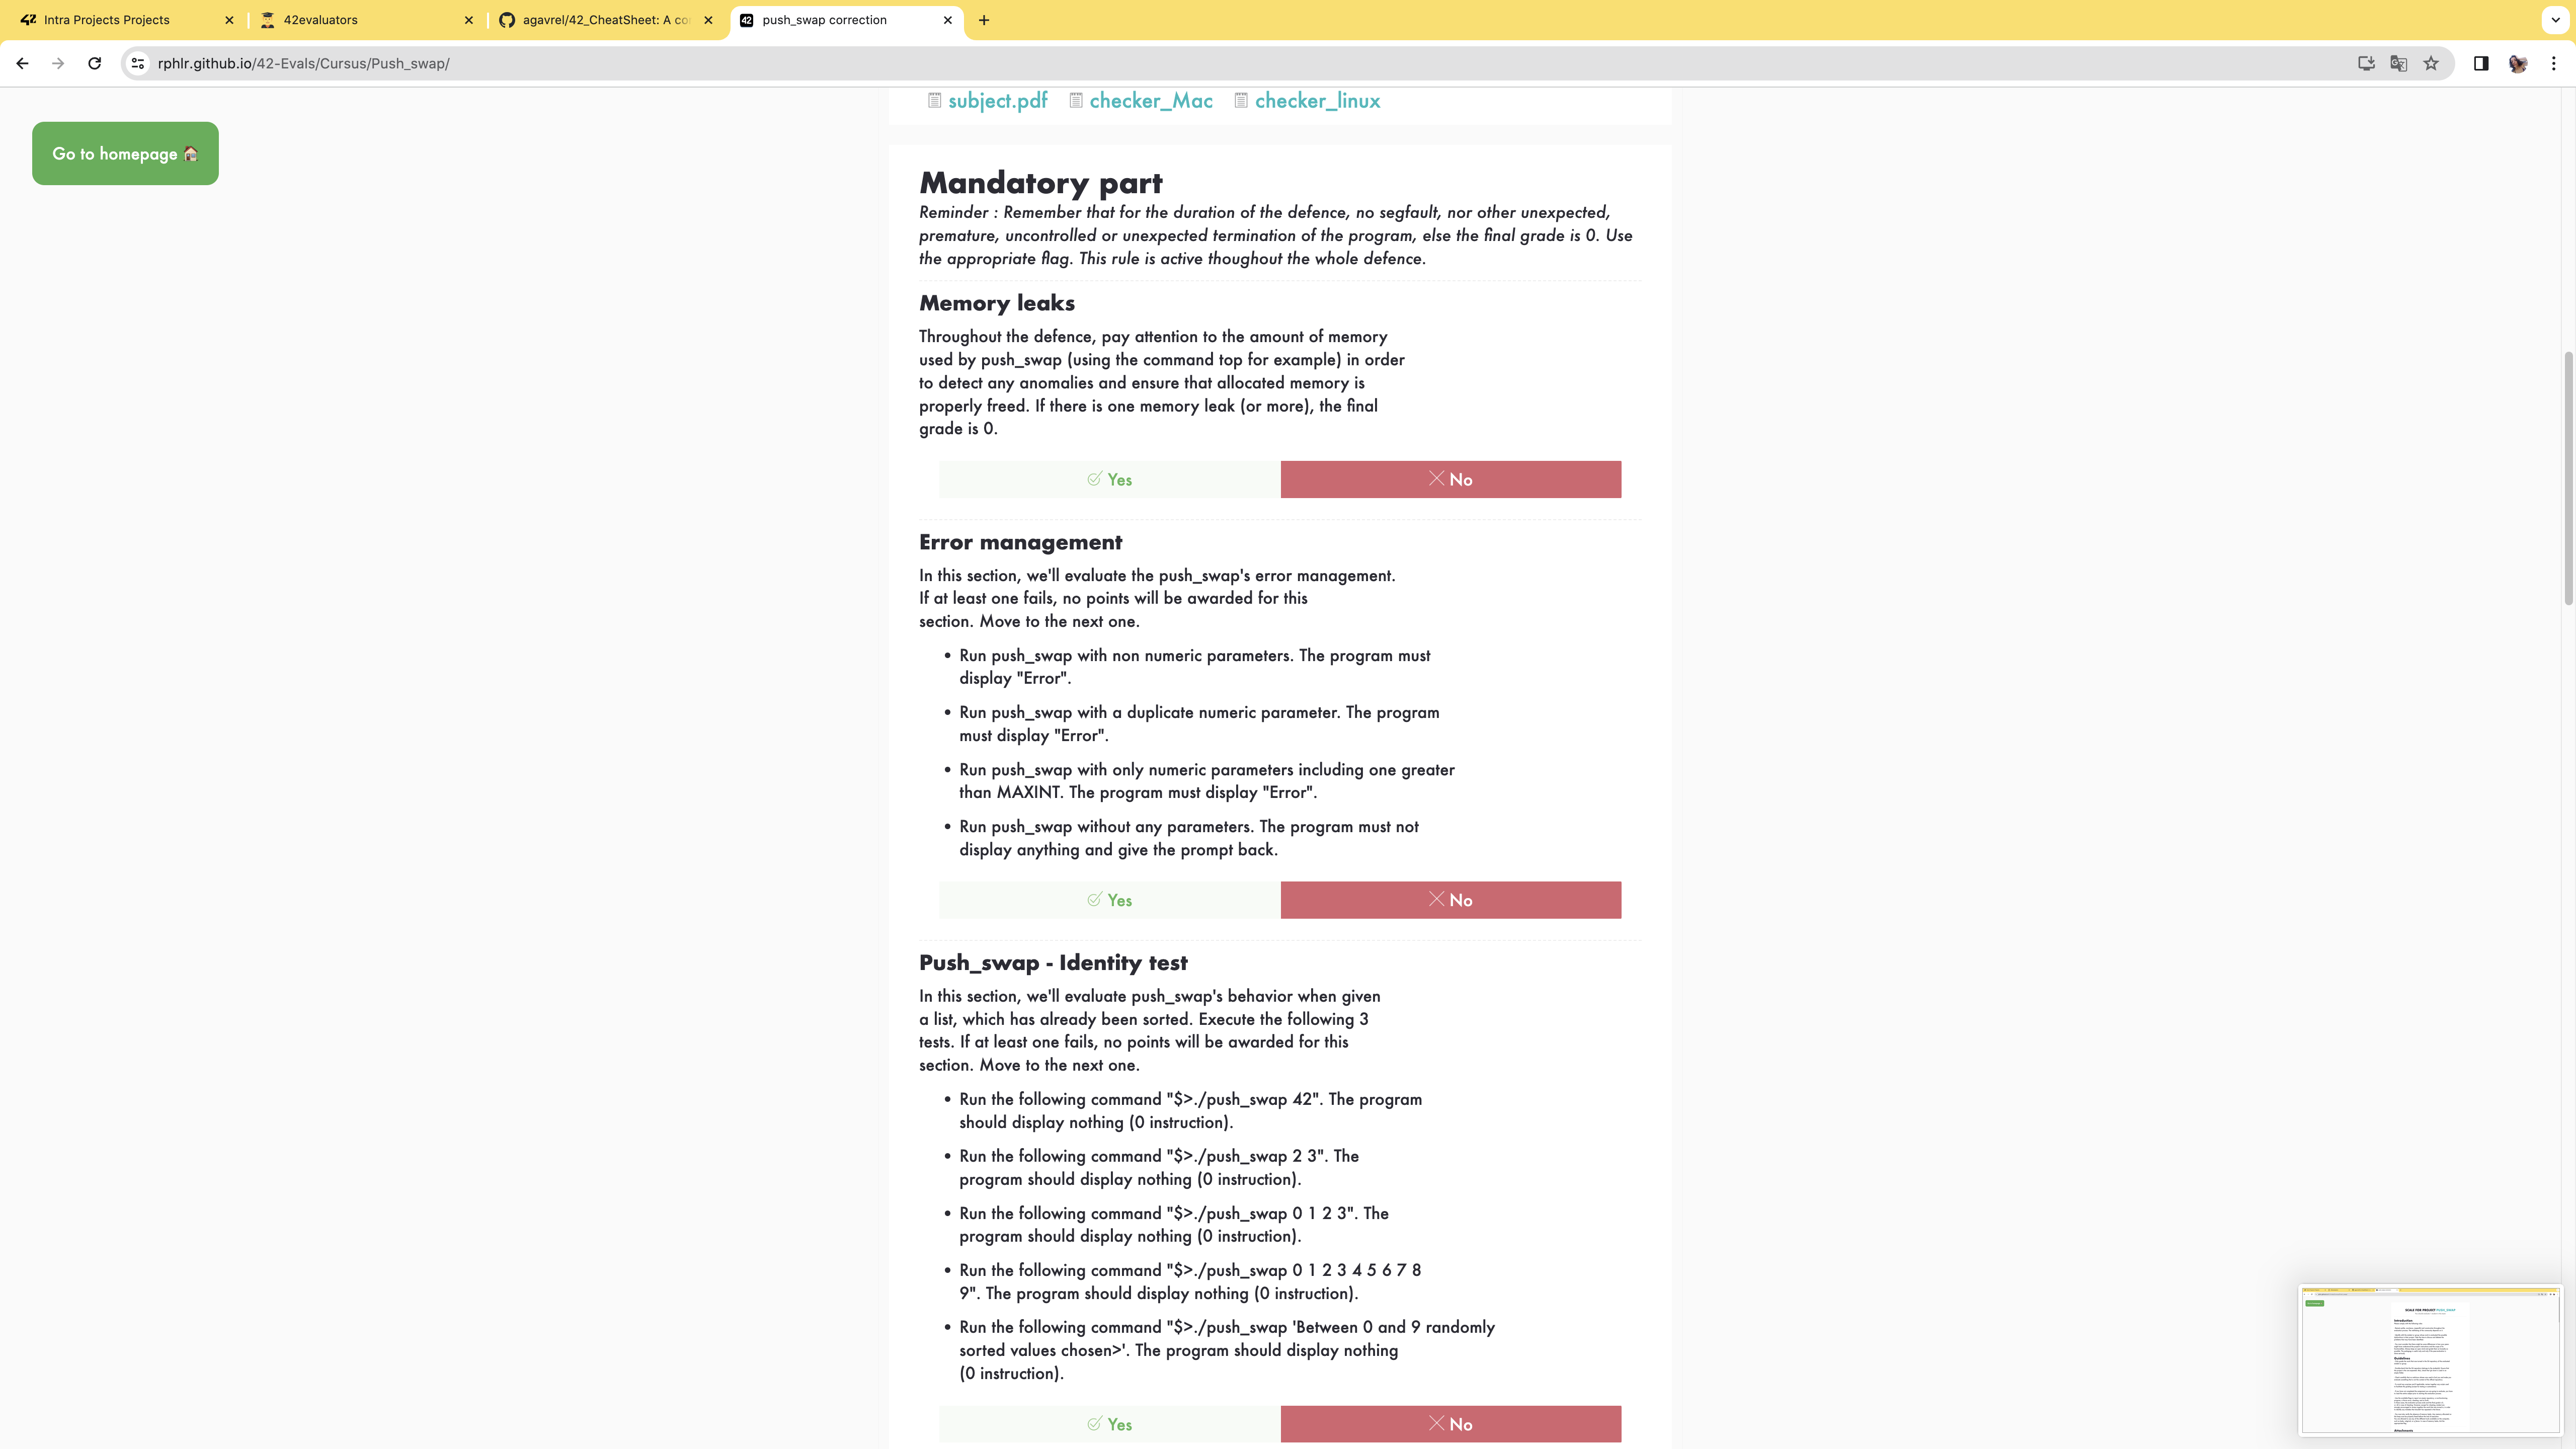 Intra Projects Projects
42evaluators
agavrel/42_CheatSheet: A co
push_swap correction
rphlr.github.io/42-Evals/Cursus/Push_swap/
subject.pdf checker_Mac checker_linux
Go to homepage
Mandatory part
Reminder : Remember that for the duration of the defence, no segfault, nor other unexpected,
premature, uncontrolled or unexpected termination of the program, else the final grade is 0. Use
the appropriate flag. This rule is active thoughout the whole defence.
Memory leaks
Throughout the defence, pay attention to the amount of memory
used by push_swap (using the command top for example) in order
to detect any anomalies and ensure that allocated memory is
properly freed. If there is one memory leak (or more), the final
grade is 0.
Yes No
Error management
In this section, we'll evaluate the push_swap's error management.
If at least one fails, no points will be awarded for this
section. Move to the next one.
• Run push_swap with non numeric parameters. The program must
display "Error".
• Run push_swap with a duplicate numeric parameter. The program
must display "Error".
• Run push_swap with only numeric parameters including one greater
than MAXINT. The program must display "Error".
• Run push_swap without any parameters. The program must not
display anything and give the prompt back.
Yes No
Push_swap - Identity test
In this section, we'll evaluate push_swap's behavior when given
a list, which has already been sorted. Execute the following 3
tests. If at least one fails, no points will be awarded for this
section. Move to the next one.
• Run the following command "$>./push_swap 42". The program
should display nothing (0 instruction).
• Run the following command "$>./push_swap 2 3". The
program should display nothing (0 instruction).
• Run the following command "$>./push_swap 0 1 2 3". The
program should display nothing (0 instruction).
• Run the following command "$>./push_swap 0 1 2 3 4 5 6 7 8
9". The program should display nothing (0 instruction).
• Run the following command "$>./push_swap 'Between 0 and 9 randomly
sorted values chosen>'. The program should display nothing
(0 instruction).
Yes No